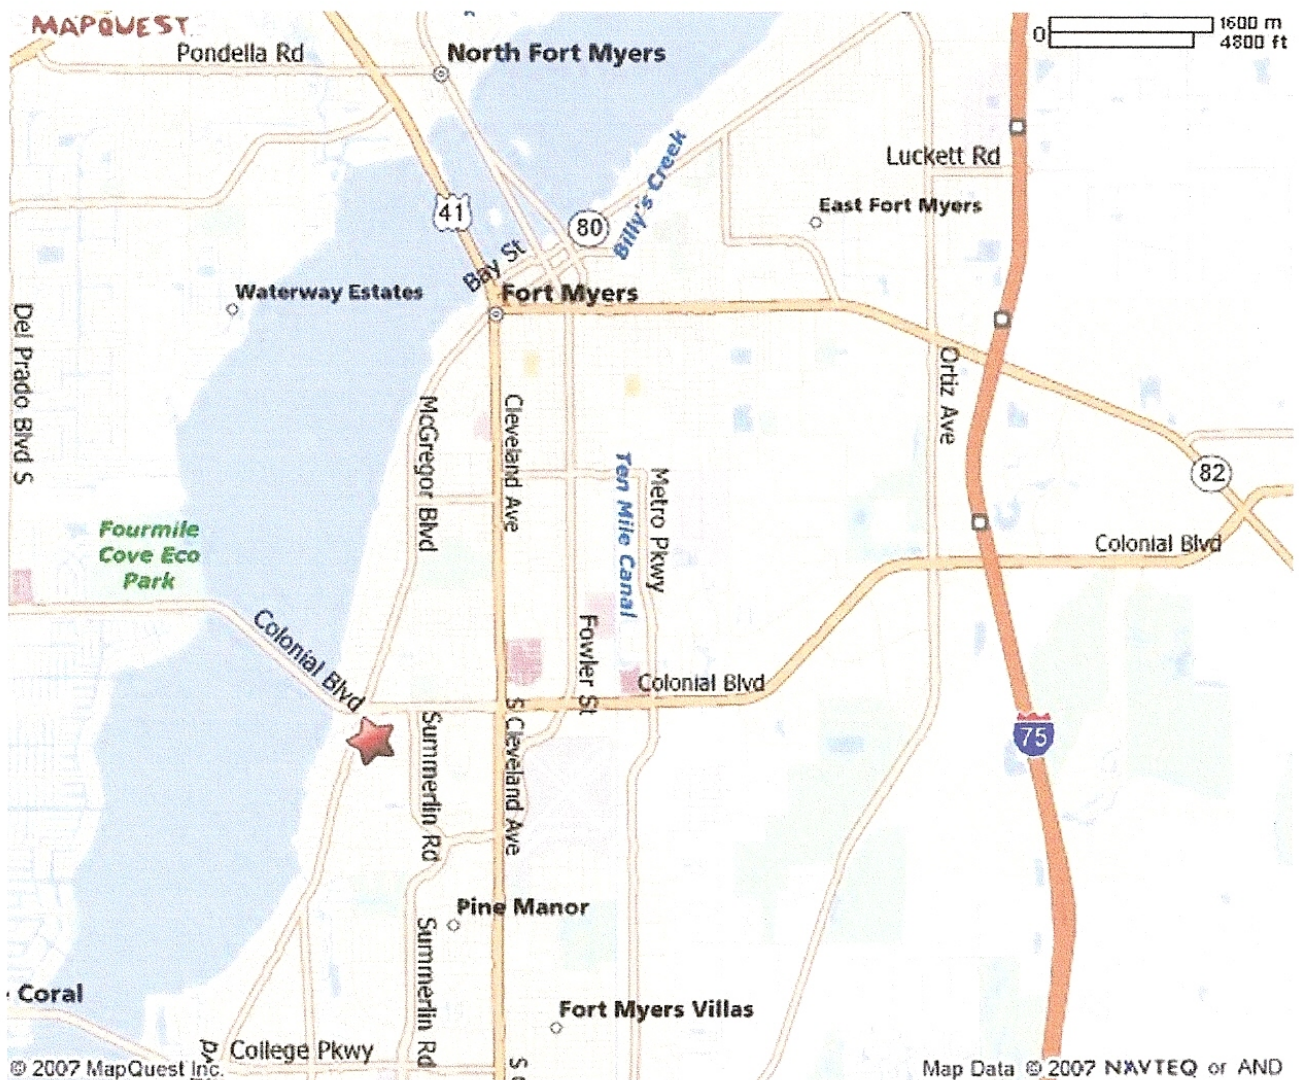 MAPQUEST
0
1600 m
4800 ft
Pondella Rd
North Fort Myers
Luckett Rd
Billy's Creek
East Fort Myers
41
80
Bay St
Waterway Estates
Fort Myers
Del Prado Blvd S
Ortiz Ave
McGregor Blvd
Cleveland Ave
Ten Mile Canal
Metro Pkwy
82
Fourmile
Cove Eco
Park
Colonial Blvd
Colonial Blvd
Fowler St
Colonial Blvd
S Cleveland Ave
Summerlin Rd
75
Pine Manor
Summerlin Rd
Coral
Fort Myers Villas
vd
College Pkwy
S
© 2007 MapQuest Inc.
Map Data © 2007 NAVTEQ or AND